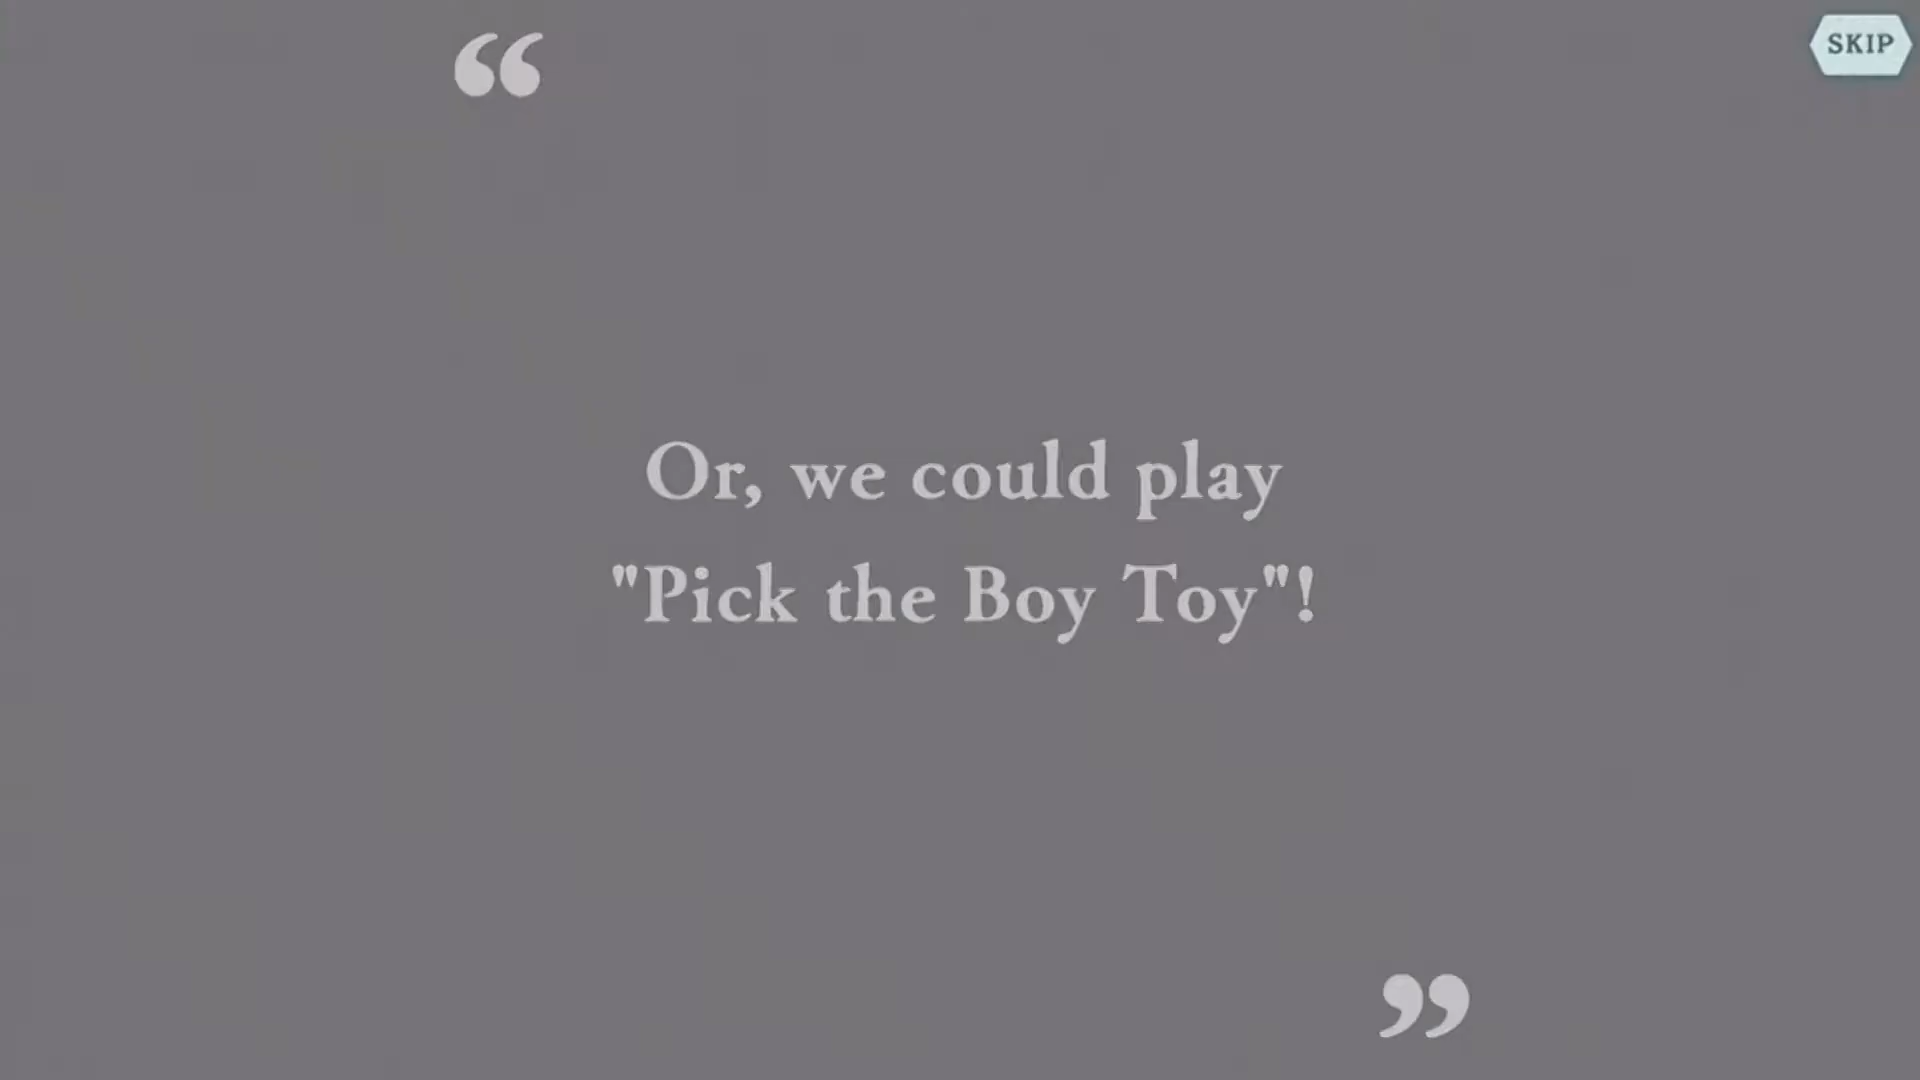 “
SKIP
Or, we could play
"Pick the Boy Toy"!
”